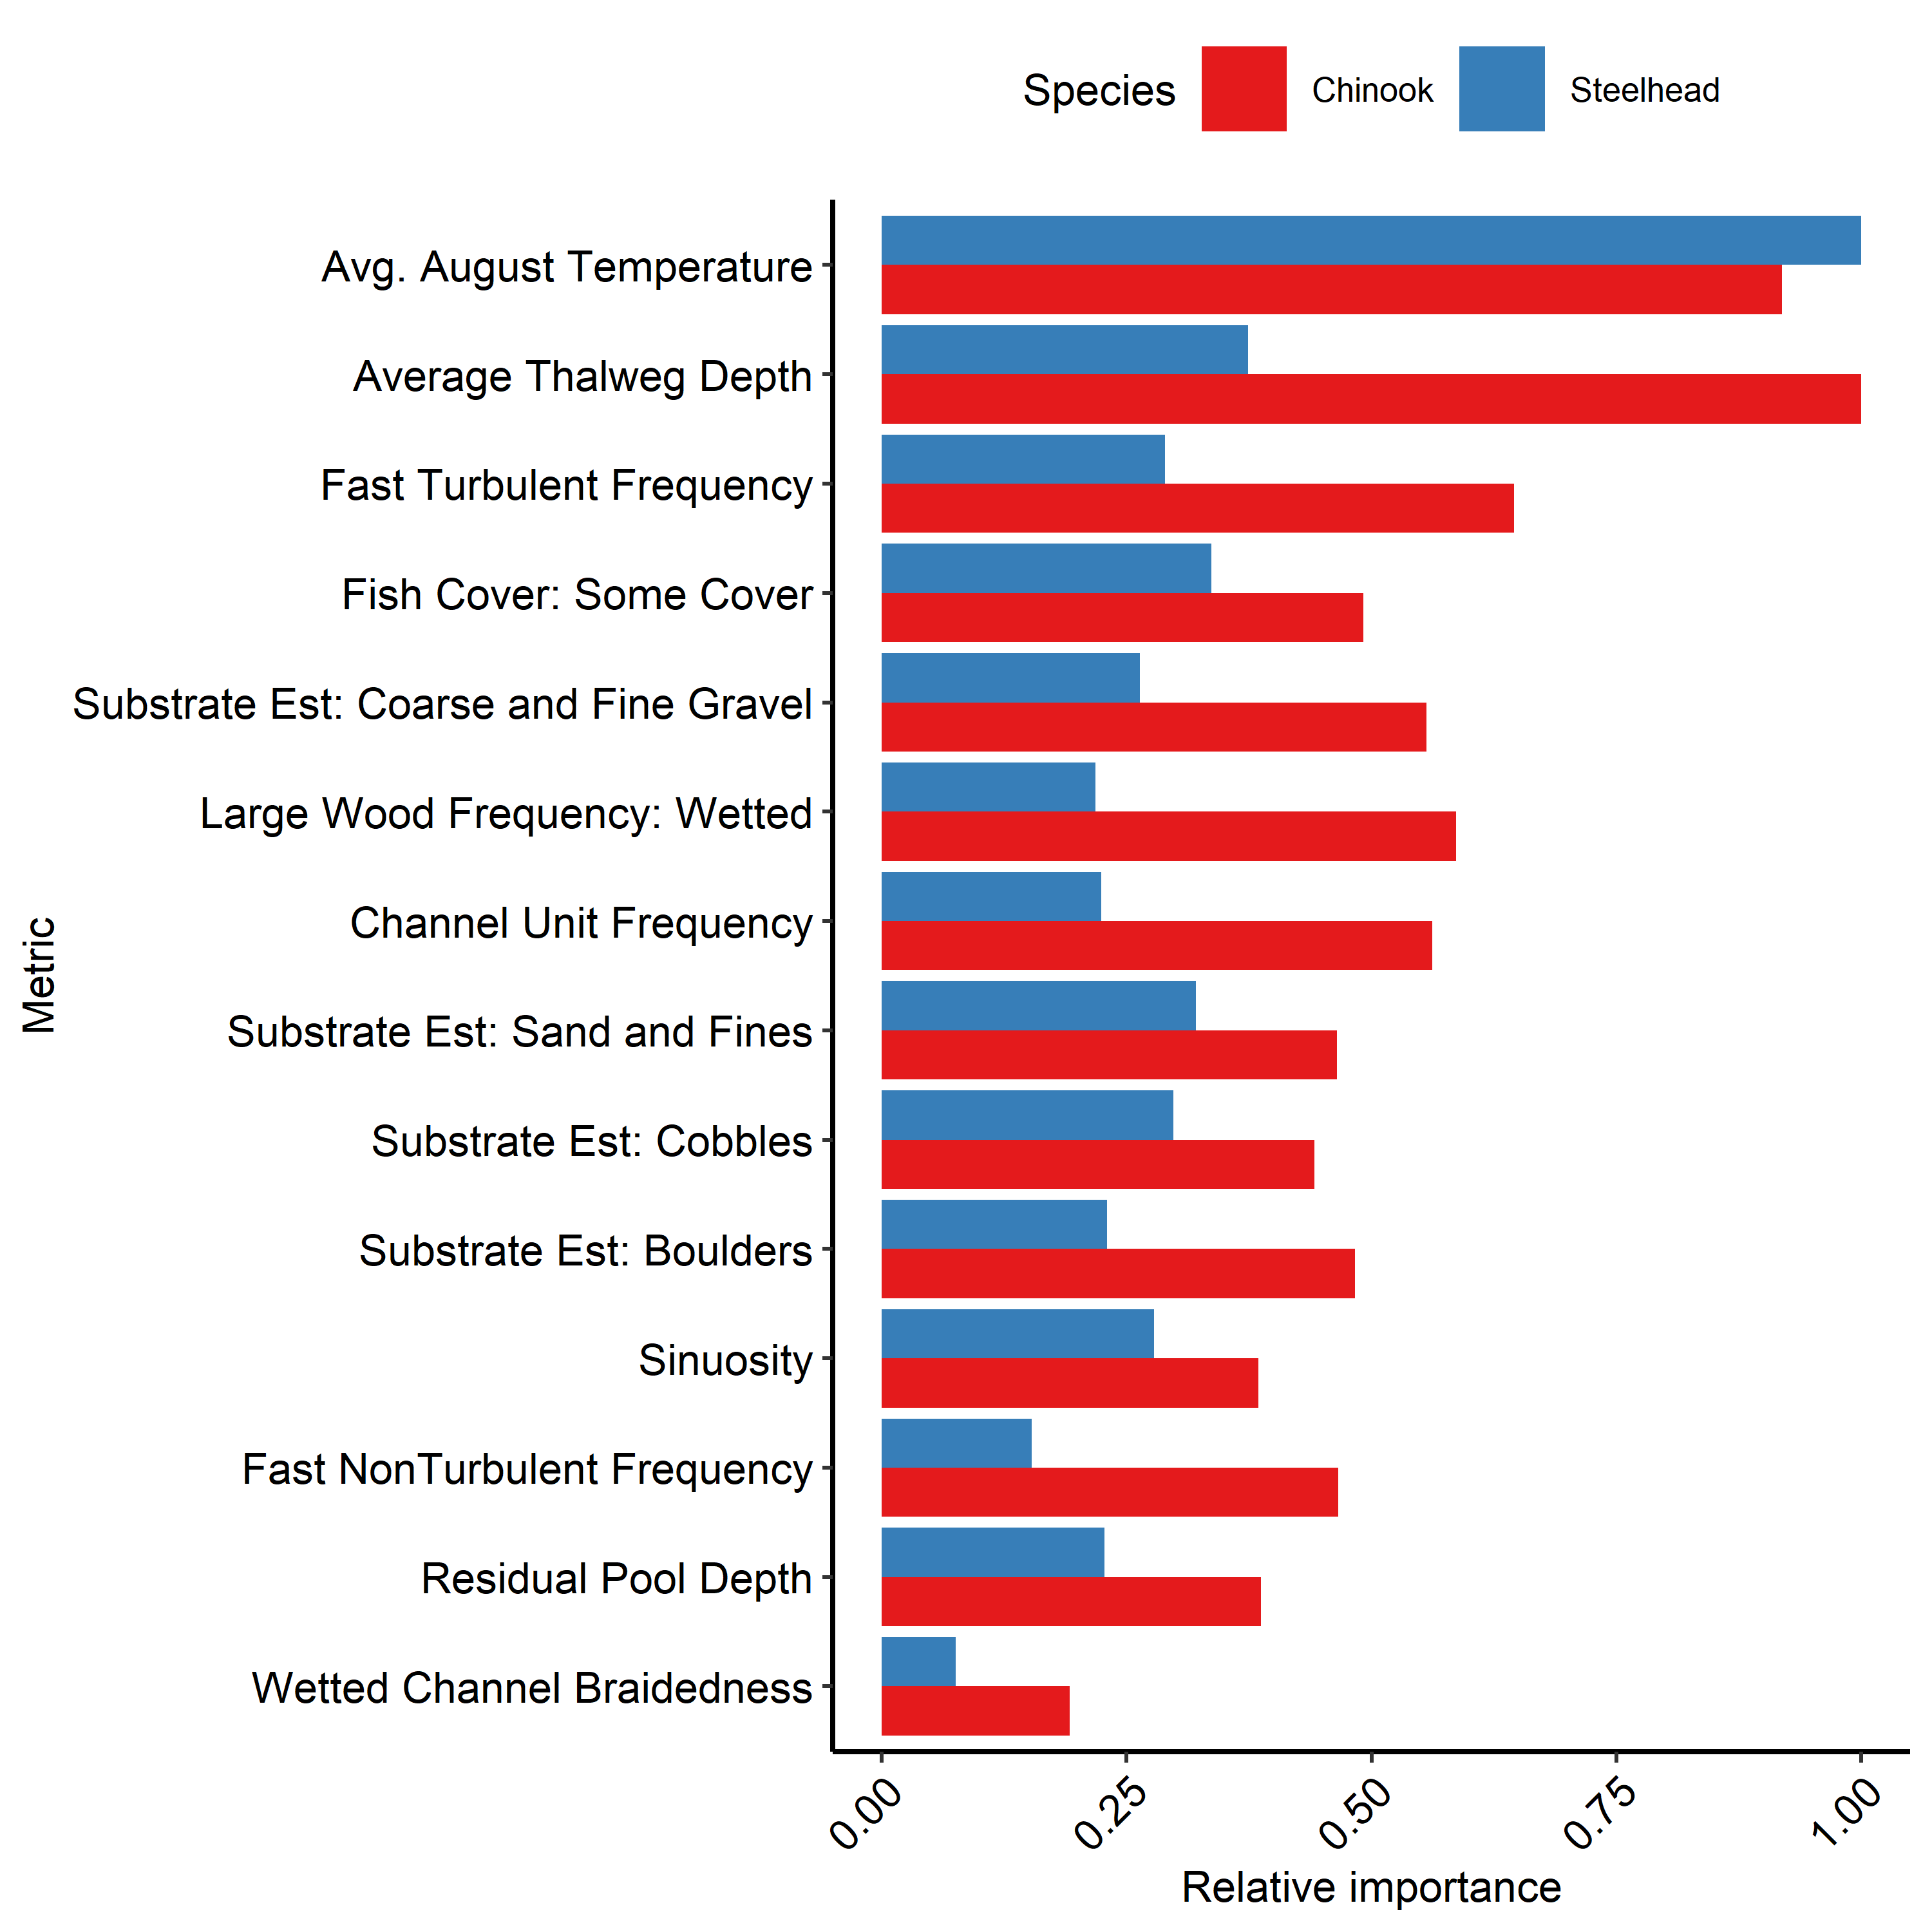 Species Chinook Steelhead
Avg. August Temperature
Average Thalweg Depth
Fast Turbulent Frequency
Fish Cover: Some Cover
Substrate Est: Coarse and Fine Gravel
Large Wood Frequency: Wetted
Channel Unit Frequency
Substrate Est: Sand and Fines
Substrate Est: Cobbles
Substrate Est: Boulders
Sinuosity
Fast NonTurbulent Frequency
Residual Pool Depth
Wetted Channel Braidedness
Metric
0.00 0.25 0.50 0.75 1.00
Relative importance